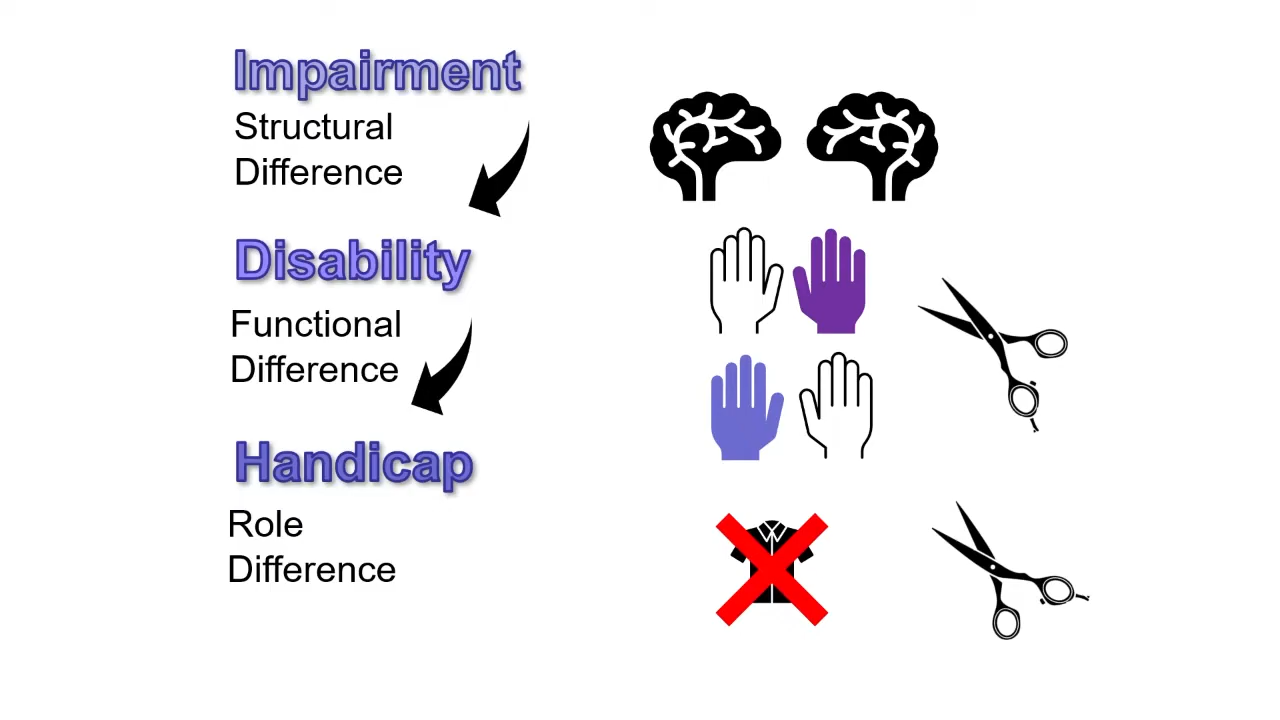 Impairment
Structural
Difference
Disability
Functional
Difference
Handicap
Role
Difference